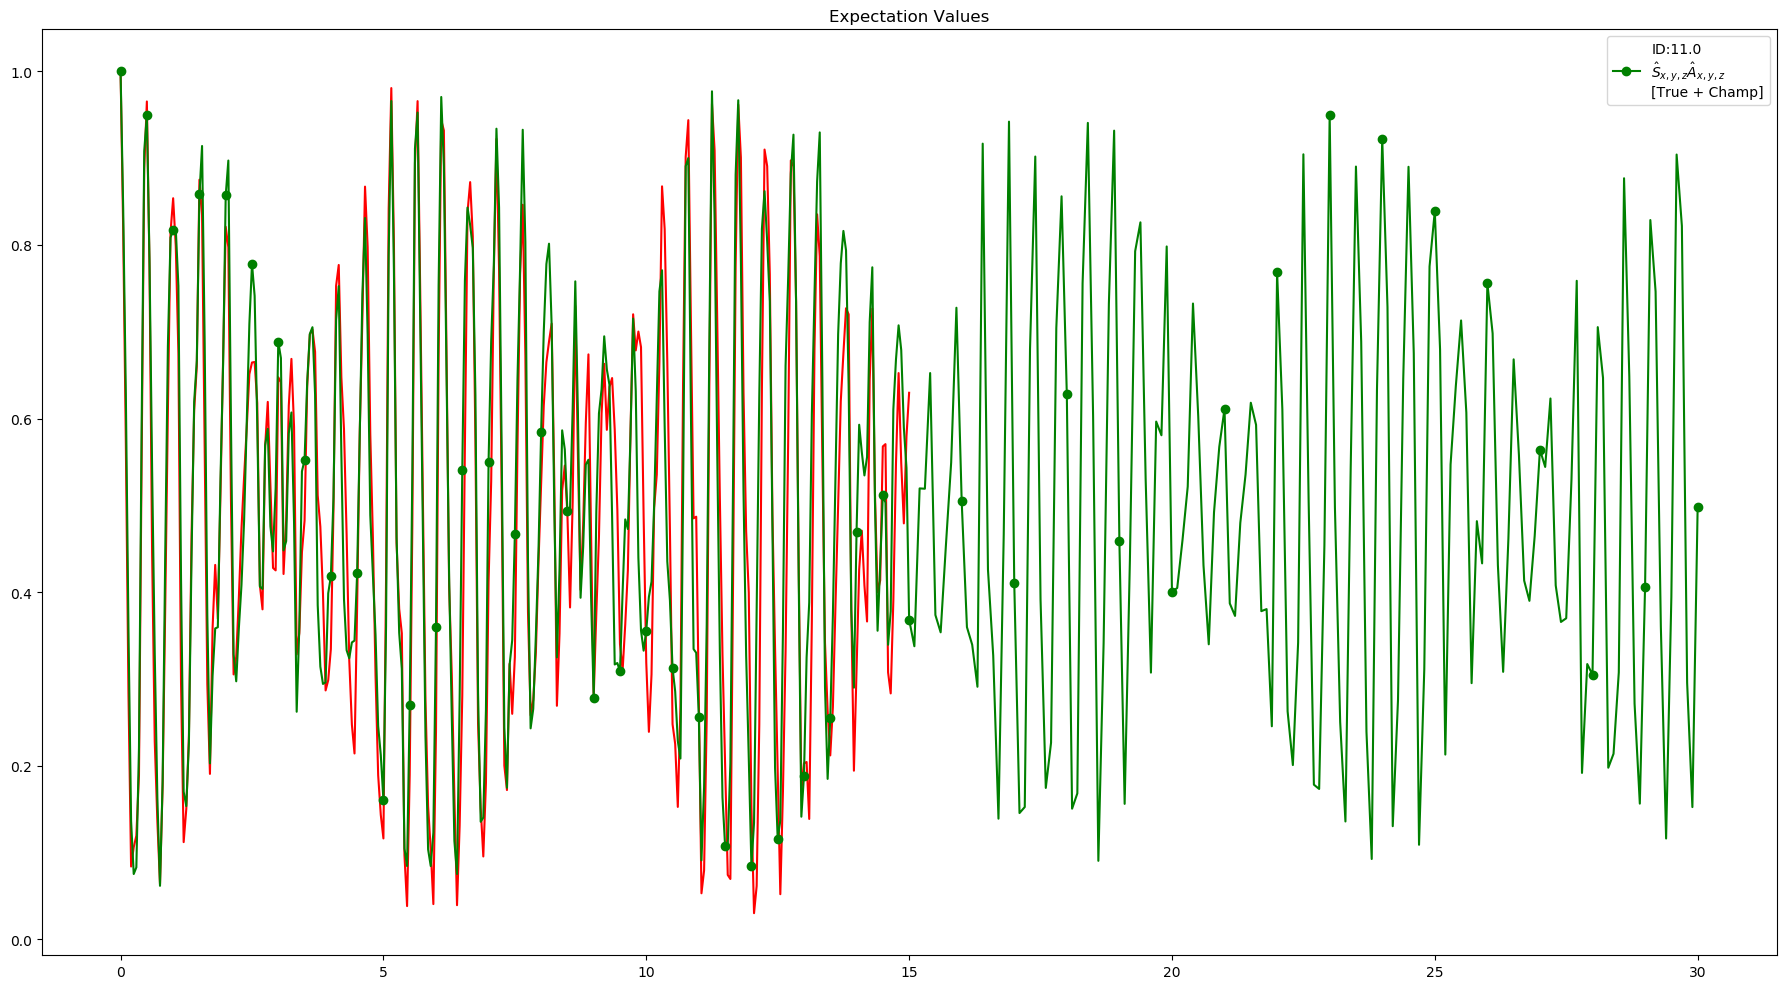 Expectation Values
ID:11.0
$\hat{S}_{x,y,z}\hat{A}_{x,y,z}$
[True + Champ]
1.0
0.8
0.6
0.4
0.2
0.0
0 5 10 15 20 25 30